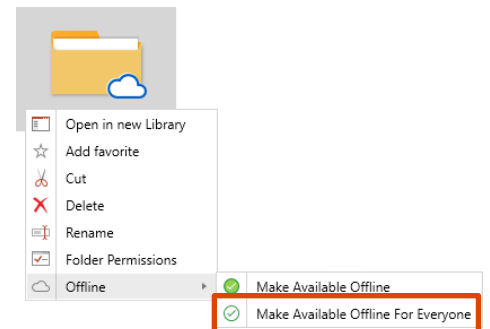 Open in new Library
Add favorite
Cut
Delete
Rename
Folder Permissions
Offline
Make Available Offline
Make Available Offline For Everyone